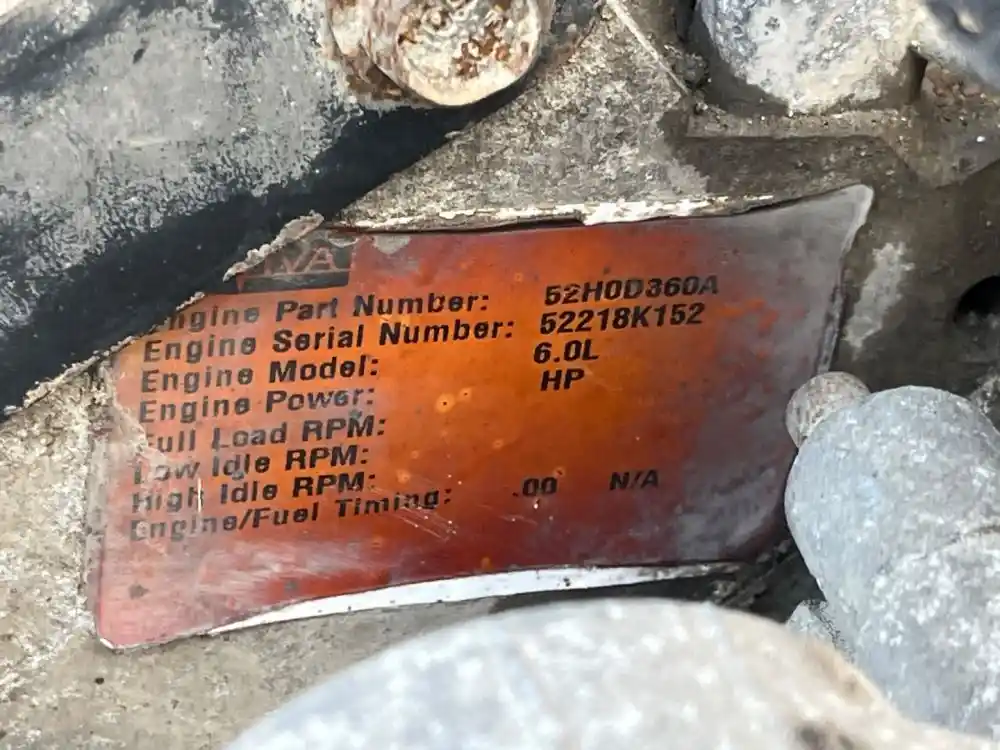 Engine Part Number: 52H0D360A
Engine Serial Number: 52218K152
Engine Model: 6.0L
Engine Power: HP
Full Load RPM:
Low Idle RPM:
High Idle RPM:
Engine/Fuel Timing: .00 N/A